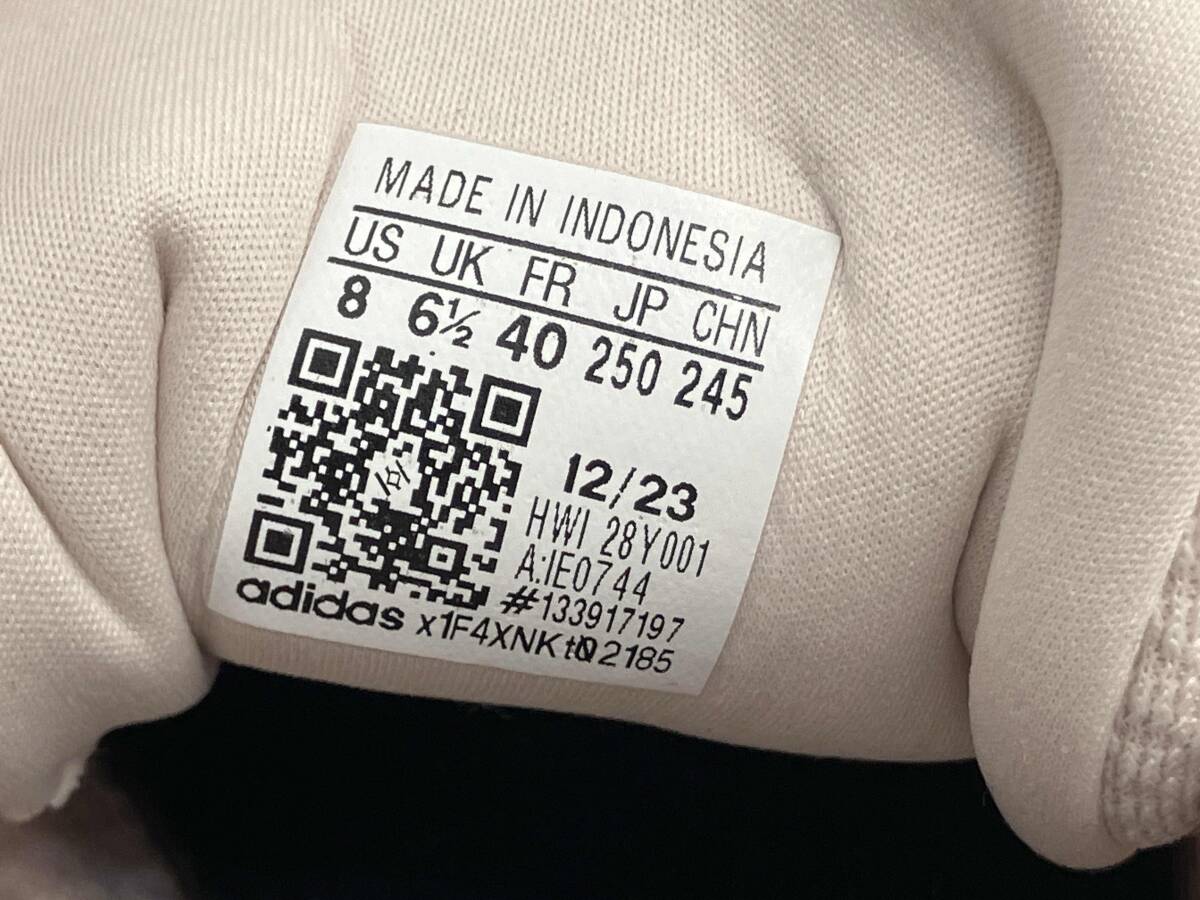 MADE IN INDONESIA
US UK FR JP CHN
8 6½ 40 250 245
12/23
HWI 28Y001
A:IE0744
#133917197
adidas x1F4XNKt02185